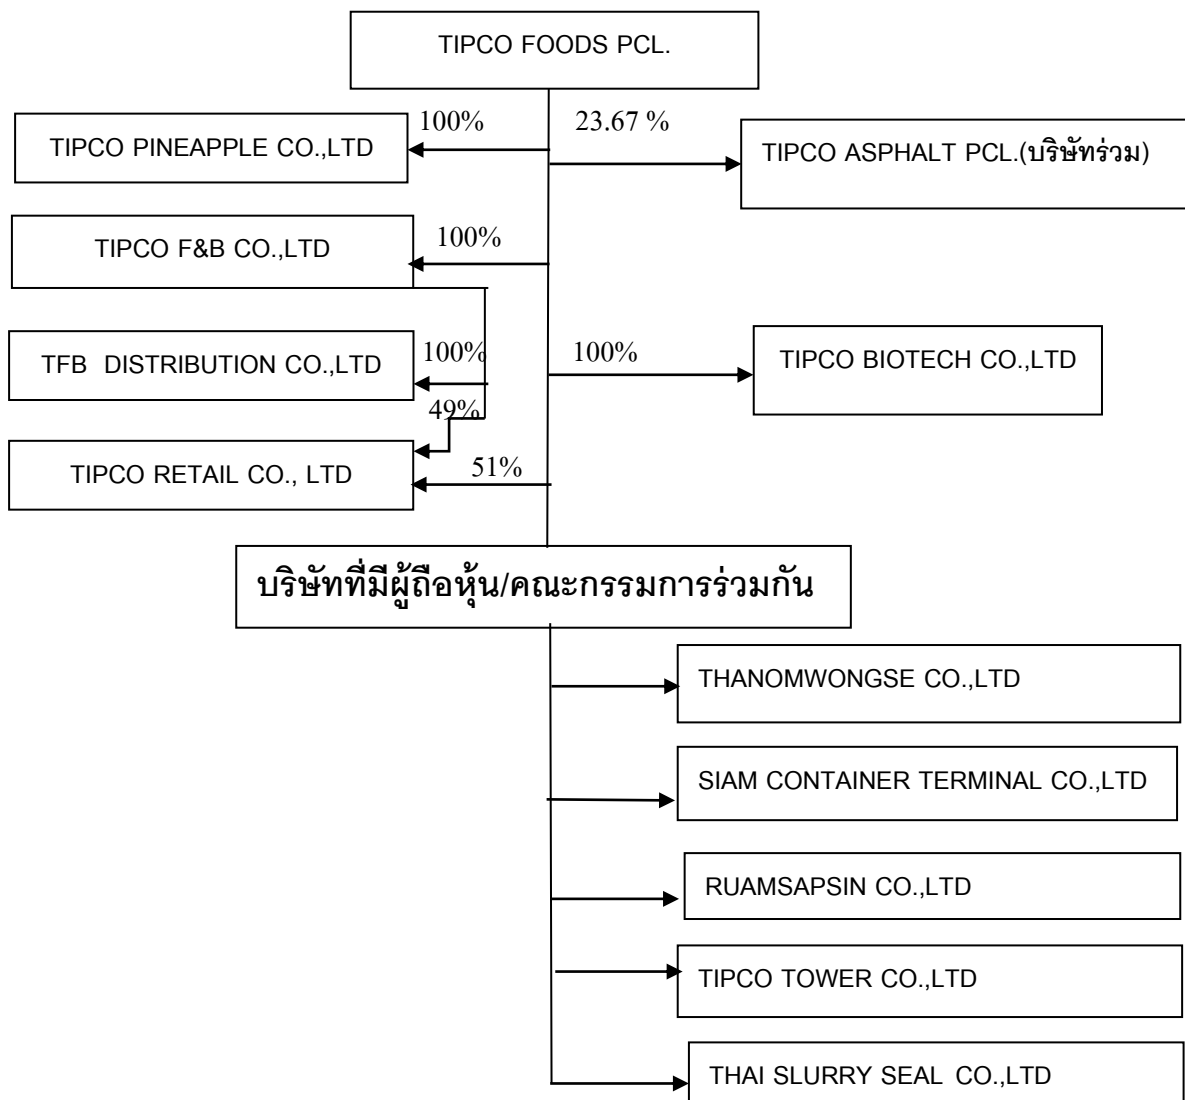 TIPCO FOODS PCL.
100%
23.67 %
TIPCO PINEAPPLE CO.,LTD
TIPCO ASPHALT PCL.(บริษัทร่วม)
TIPCO F&B CO.,LTD
100%
TFB DISTRIBUTION CO.,LTD
100%
100%
TIPCO BIOTECH CO.,LTD
49%
TIPCO RETAIL CO., LTD
51%
บริษัทที่มีผู้ถือหุ้น/คณะกรรมการร่วมกัน
THANOMWONGSE CO.,LTD
SIAM CONTAINER TERMINAL CO.,LTD
RUAMSAPSIN CO.,LTD
TIPCO TOWER CO.,LTD
THAI SLURRY SEAL CO.,LTD